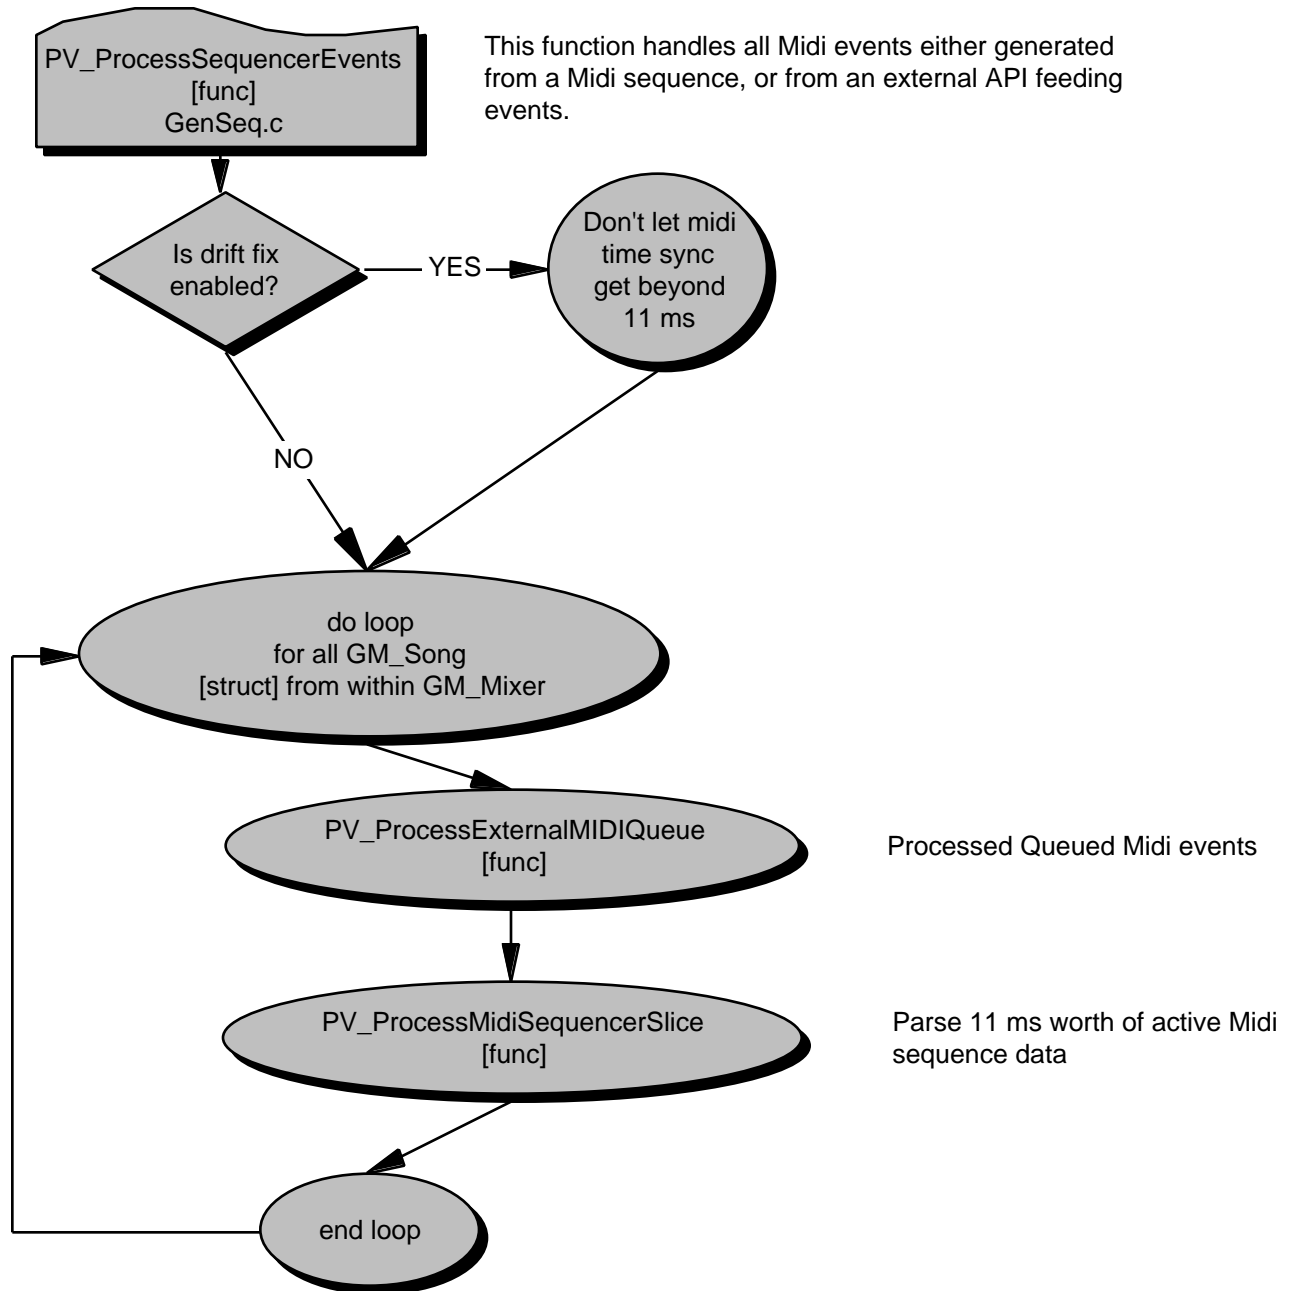 PV_ProcessSequencerEvents
[func]
GenSeq.c
This function handles all Midi events either generated
from a Midi sequence, or from an external API feeding
events.
Is drift fix
enabled?
YES
Don't let midi
time sync
get beyond
11 ms
NO
do loop
for all GM_Song
[struct] from within GM_Mixer
PV_ProcessExternalMIDIQueue
[func]
Processed Queued Midi events
PV_ProcessMidiSequencerSlice
[func]
Parse 11 ms worth of active Midi
sequence data
end loop